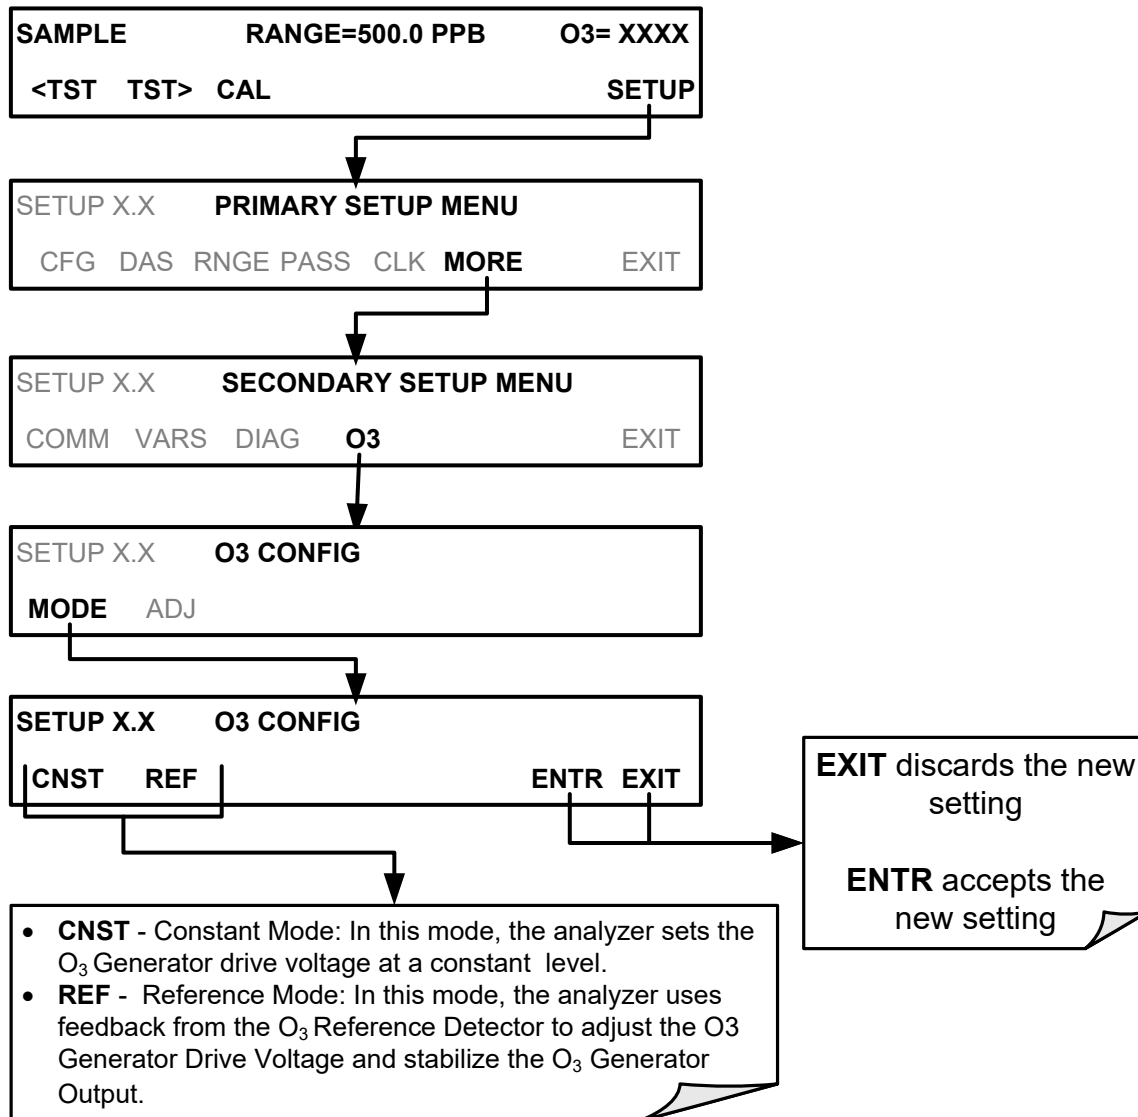 SAMPLE RANGE=500.0 PPB O3= XXXX
<TST TST> CAL SETUP
SETUP X.X PRIMARY SETUP MENU
CFG DAS RNGE PASS CLK MORE EXIT
SETUP X.X SECONDARY SETUP MENU
COMM VARS DIAG O3 EXIT
SETUP X.X O3 CONFIG
MODE ADJ
SETUP X.X O3 CONFIG
CNST REF ENTR EXIT
EXIT discards the new
setting
ENTR accepts the
new setting
• CNST - Constant Mode: In this mode, the analyzer sets the
O₃ Generator drive voltage at a constant level.
• REF - Reference Mode: In this mode, the analyzer uses
feedback from the O₃ Reference Detector to adjust the O3
Generator Drive Voltage and stabilize the O₃ Generator
Output.